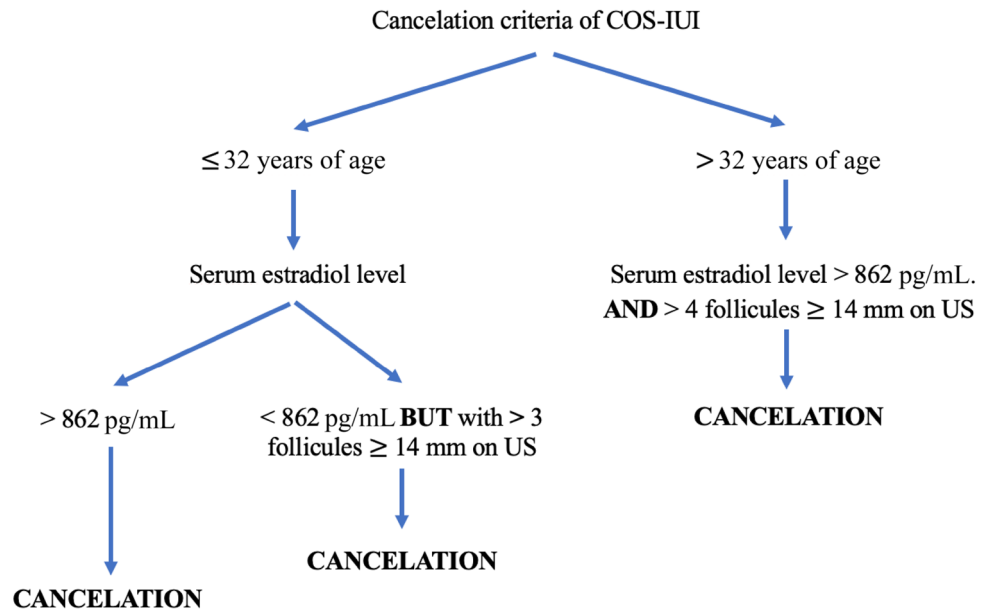 Cancelation criteria of COS-IUI
≤ 32 years of age
> 32 years of age
Serum estradiol level
Serum estradiol level > 862 pg/mL.
AND > 4 follicules ≥ 14 mm on US
> 862 pg/mL
< 862 pg/mL BUT with > 3
follicules ≥ 14 mm on US
CANCELATION
CANCELATION
CANCELATION